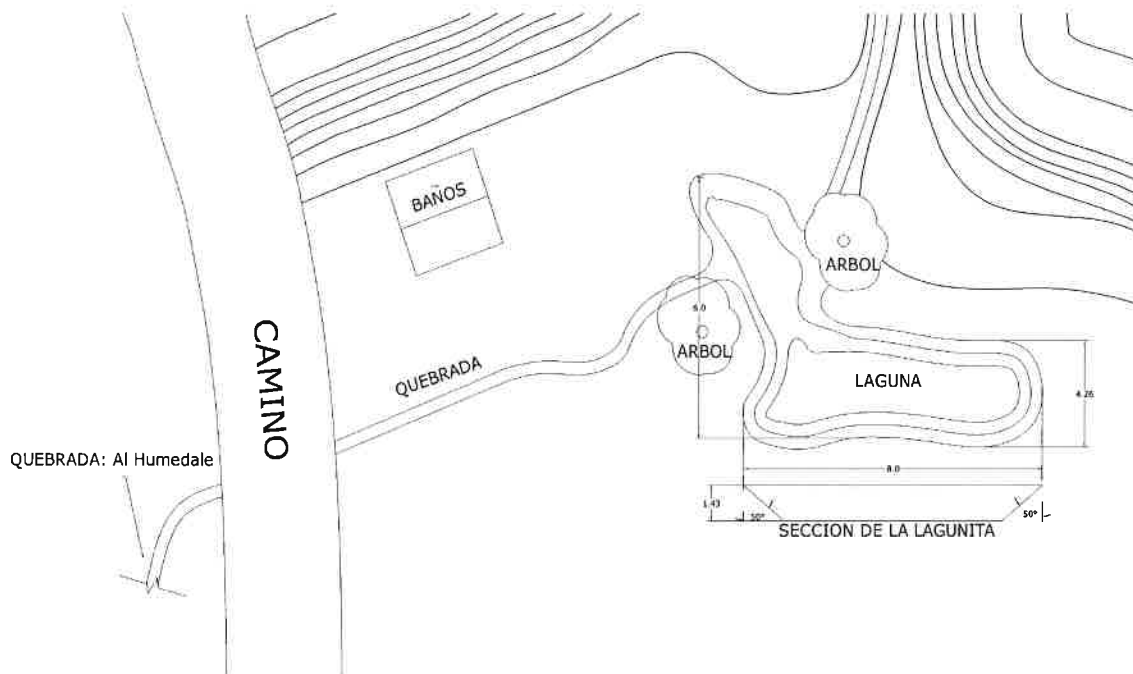 BAÑOS
ARBOL
6.0
ARBOL
QUEBRADA
CAMINO
LAGUNA
4.26
QUEBRADA: Al Humedale
8.0
1.43
50°
50°
SECCION DE LA LAGUNITA